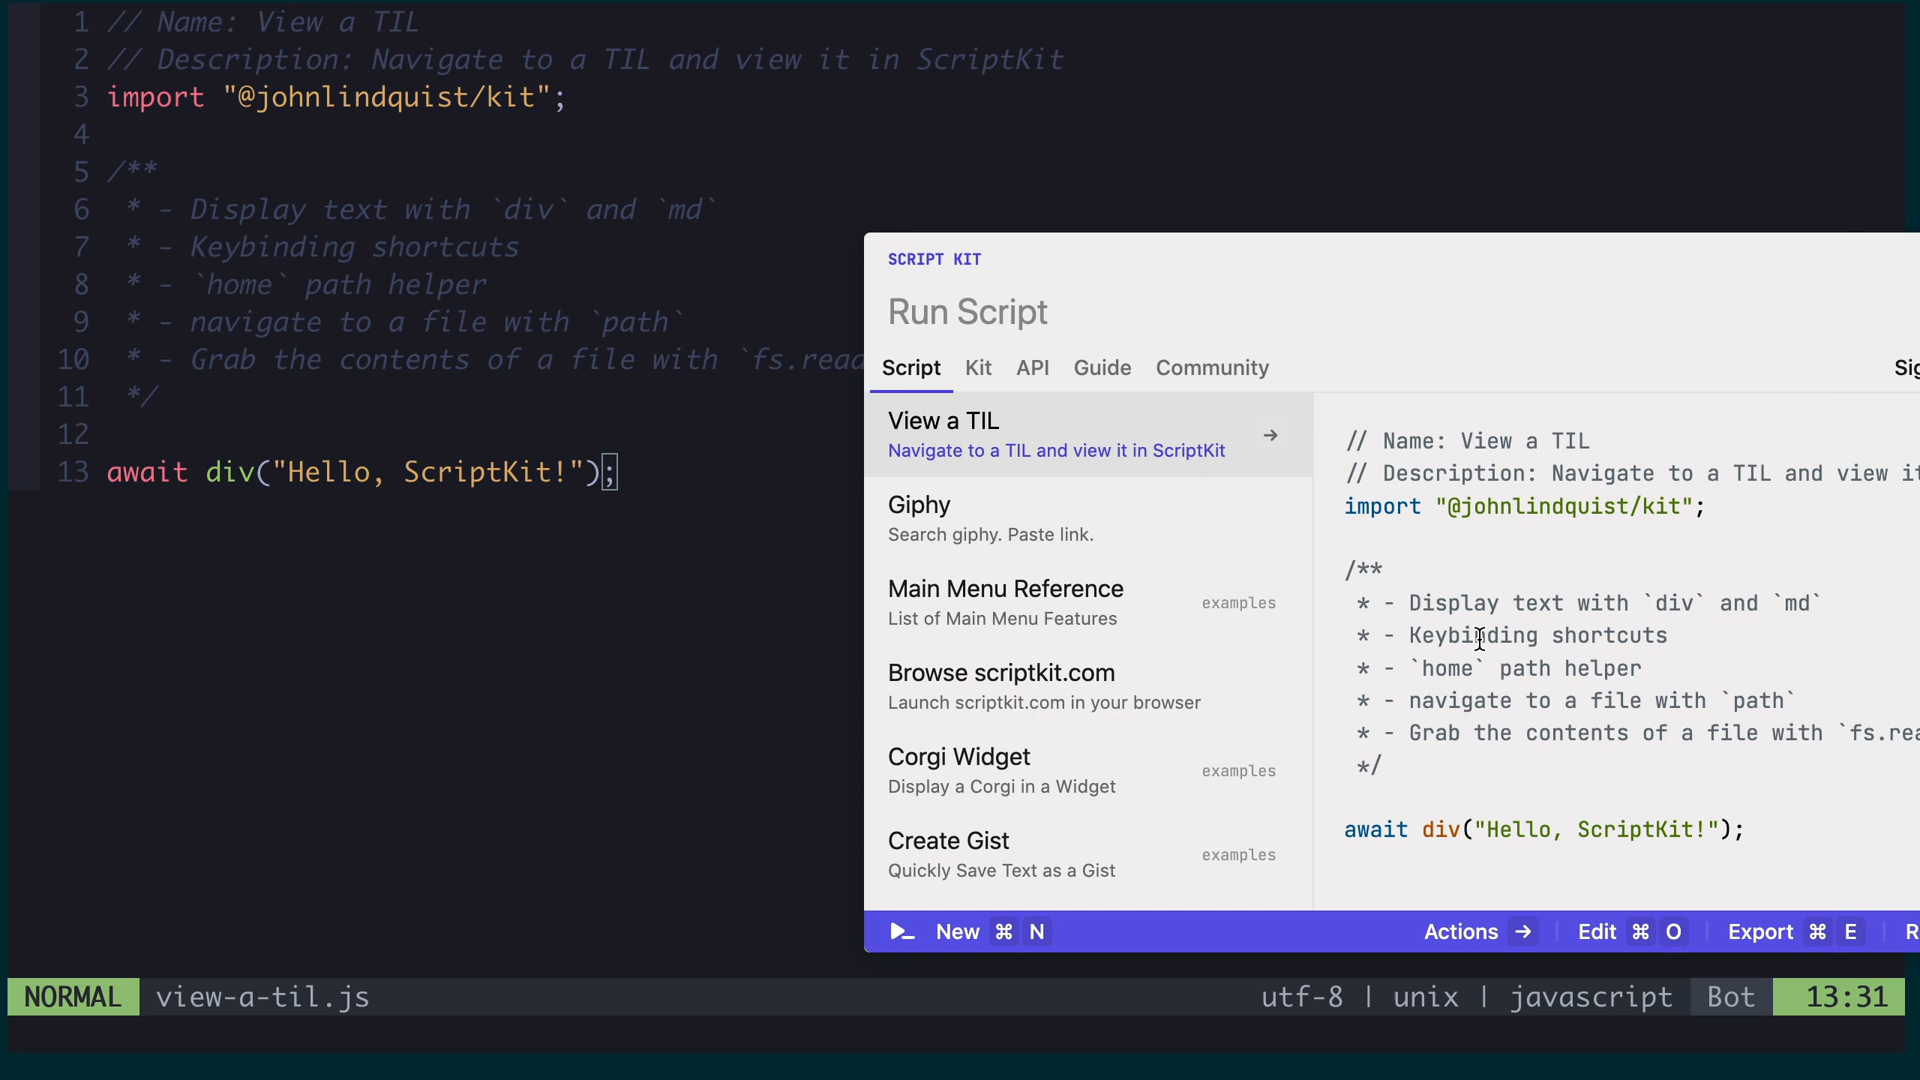 1 // Name: View a TIL
2 // Description: Navigate to a TIL and view it in ScriptKit
3 import "@johnlindquist/kit";
4
5 /**
6 * - Display text with `div` and `md`
7 * - Keybinding shortcuts
8 * - `home` path helper
9 * - navigate to a file with `path`
10 * - Grab the contents of a file with `fs.read
11 */
12
13 await div("Hello, ScriptKit!");
SCRIPT KIT
Run Script
Script Kit API Guide Community Sig
View a TIL →
Navigate to a TIL and view it in ScriptKit
Giphy
Search giphy. Paste link.
Main Menu Reference
examples
List of Main Menu Features
Browse scriptkit.com
Launch scriptkit.com in your browser
Corgi Widget
examples
Display a Corgi in a Widget
Create Gist
examples
Quickly Save Text as a Gist
// Name: View a TIL
// Description: Navigate to a TIL and view it
import "@johnlindquist/kit";
/**
* - Display text with `div` and `md`
* - Keybinding shortcuts
* - `home` path helper
* - navigate to a file with `path`
* - Grab the contents of a file with `fs.rea
*/
await div("Hello, ScriptKit!");
New ⌘ N Actions → Edit ⌘ O Export ⌘ E R
NORMAL view-a-til.js utf-8 | unix | javascript Bot 13:31